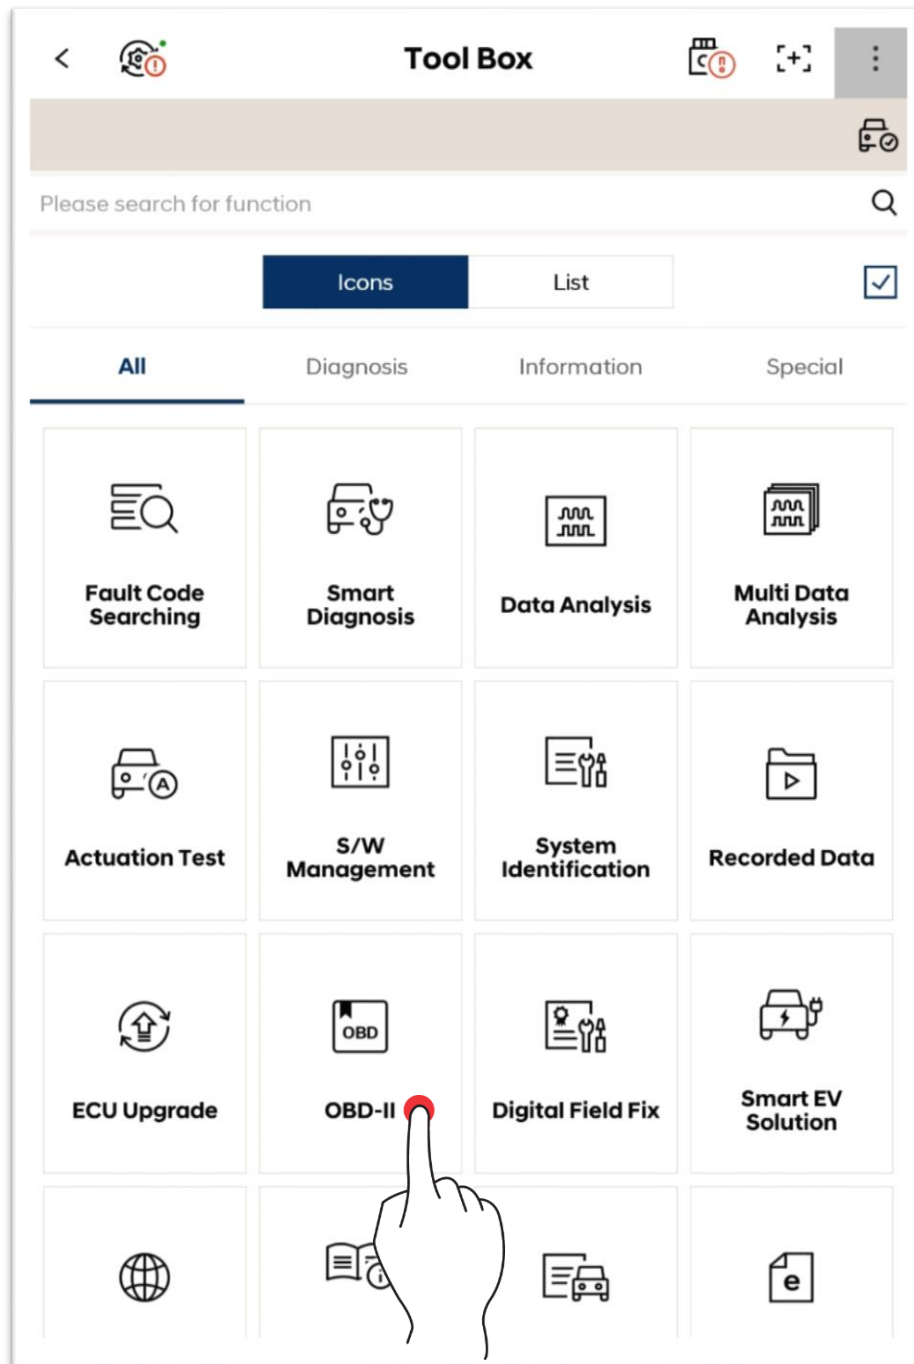 Tool Box
Please search for function
Icons
List
All
Diagnosis
Information
Special
Fault Code
Searching
Smart
Diagnosis
Data Analysis
Multi Data
Analysis
Actuation Test
S/W
Management
System
Identification
Recorded Data
ECU Upgrade
OBD
OBD-II
Digital Field Fix
Smart EV
Solution
e